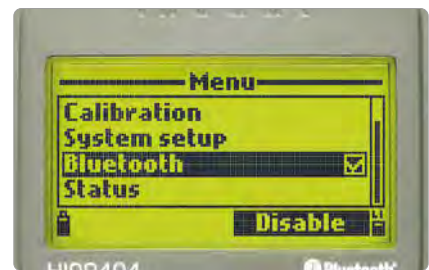 Menu
Calibration
System setup
Bluetooth
Status
Disable